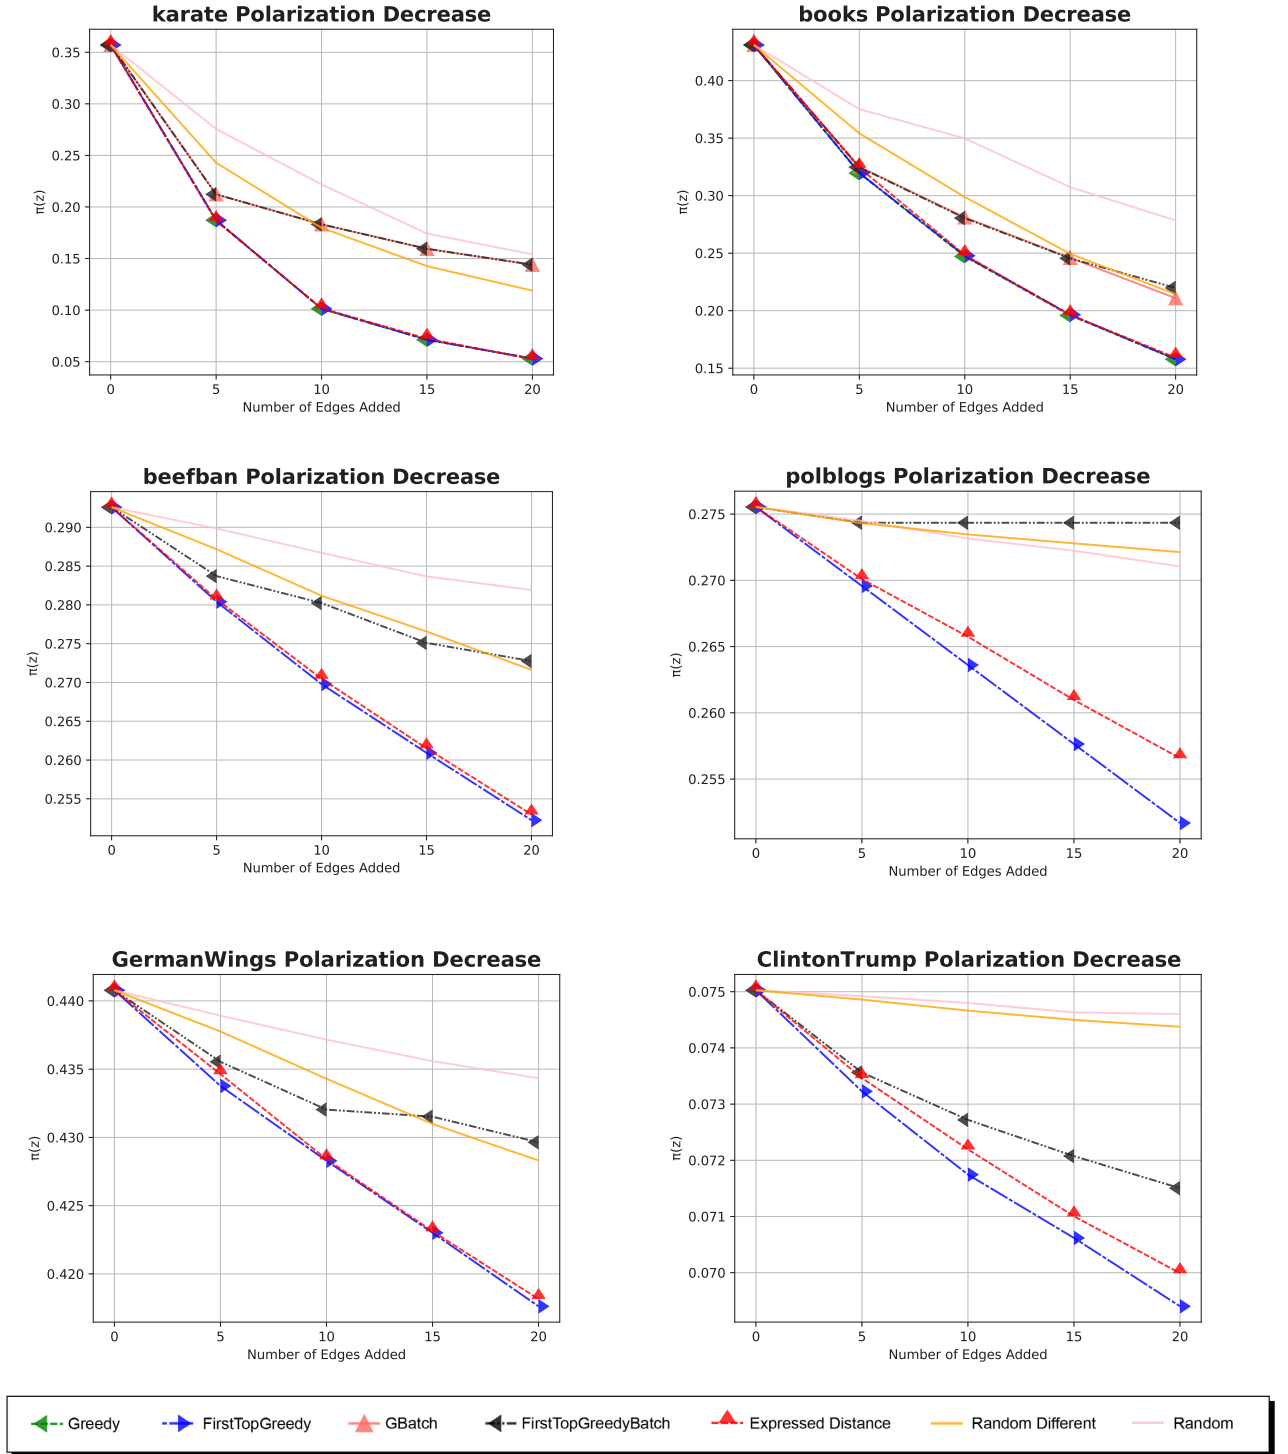 karate Polarization Decrease
0.35
0.30
0.25
0.20
0.15
0.10
0.05
π(z)
0 5 10 15 20
Number of Edges Added
books Polarization Decrease
0.40
0.35
0.30
0.25
0.20
0.15
π(z)
0 5 10 15 20
Number of Edges Added
beefban Polarization Decrease
0.290
0.285
0.280
0.275
0.270
0.265
0.260
0.255
π(z)
0 5 10 15 20
Number of Edges Added
polblogs Polarization Decrease
0.275
0.270
0.265
0.260
0.255
π(z)
0 5 10 15 20
Number of Edges Added
GermanWings Polarization Decrease
0.440
0.435
0.430
0.425
0.420
π(z)
0 5 10 15 20
Number of Edges Added
ClintonTrump Polarization Decrease
0.075
0.074
0.073
0.072
0.071
0.070
π(z)
0 5 10 15 20
Number of Edges Added
Greedy FirstTopGreedy GBatch FirstTopGreedyBatch Expressed Distance Random Different Random